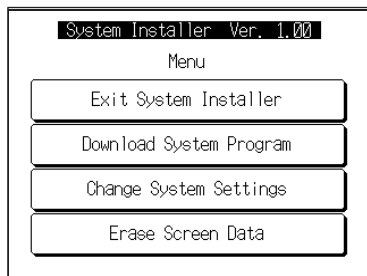 System Installer Ver. 1.00
Menu
Exit System Installer
Download System Program
Change System Settings
Erase Screen Data